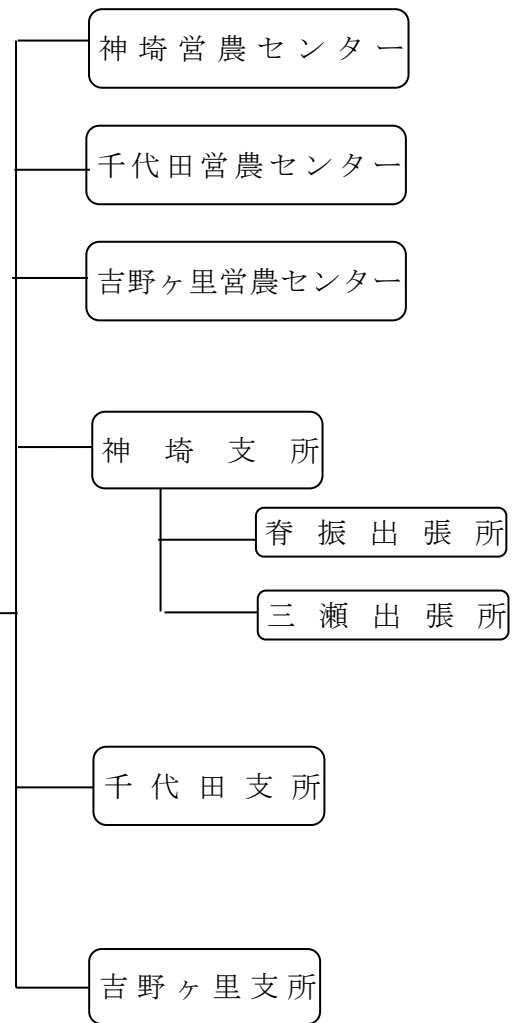 神埼営農センター
千代田営農センター
吉野ヶ里営農センター
神埼支所
脊振出張所
三瀬出張所
千代田支所
吉野ヶ里支所